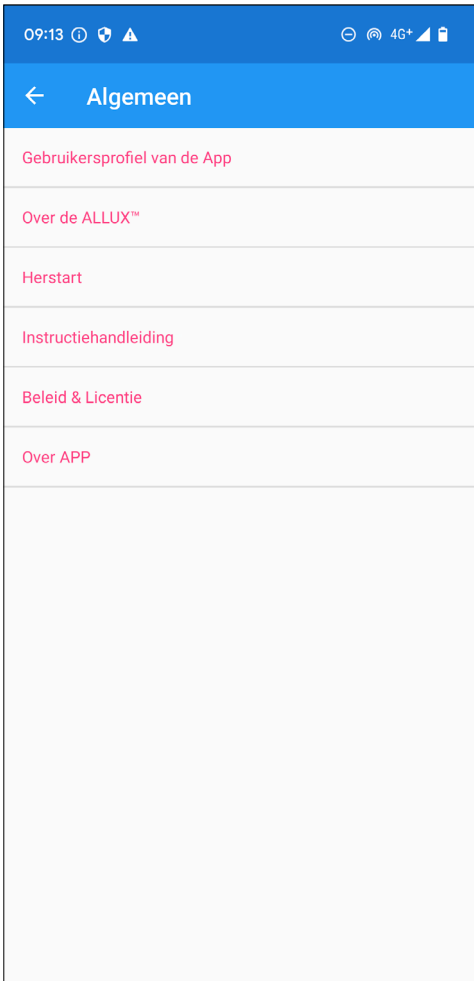 09:13
4G+
Algemeen
Gebruikersprofiel van de App
Over de ALLUX™
Herstart
Instructiehandleiding
Beleid & Licentie
Over APP